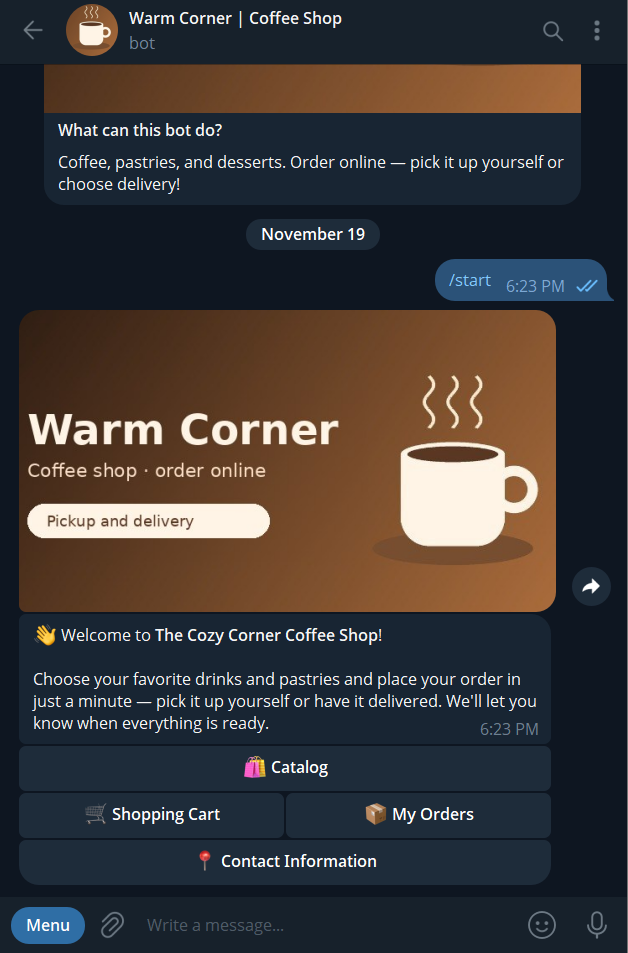 Warm Corner | Coffee Shop
bot
What can this bot do?
Coffee, pastries, and desserts. Order online — pick it up yourself or
choose delivery!
November 19
/start 6:23 PM
Warm Corner
Coffee shop · order online
Pickup and delivery
👋 Welcome to The Cozy Corner Coffee Shop!
Choose your favorite drinks and pastries and place your order in
just a minute — pick it up yourself or have it delivered. We'll let you
know when everything is ready. 6:23 PM
🛍️ Catalog
🛒 Shopping Cart
📦 My Orders
📍 Contact Information
Menu
Write a message...